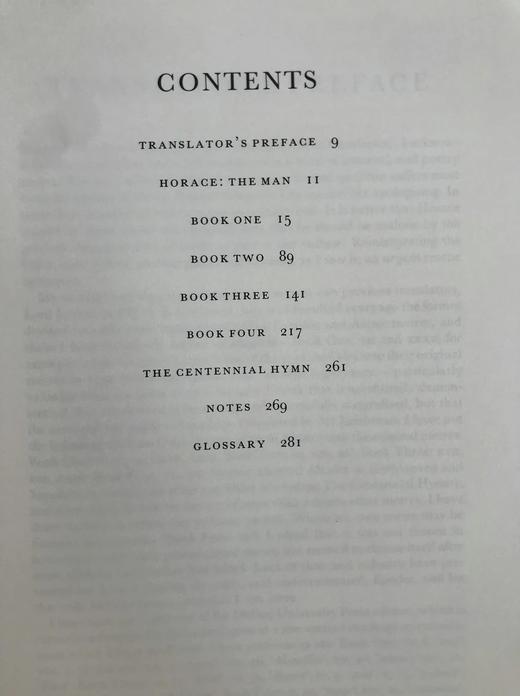 CONTENTS
TRANSLATOR'S PREFACE 9
HORACE: THE MAN 11
BOOK ONE 15
BOOK TWO 89
BOOK THREE 141
BOOK FOUR 217
THE CENTENNIAL HYMN 261
NOTES 269
GLOSSARY 281